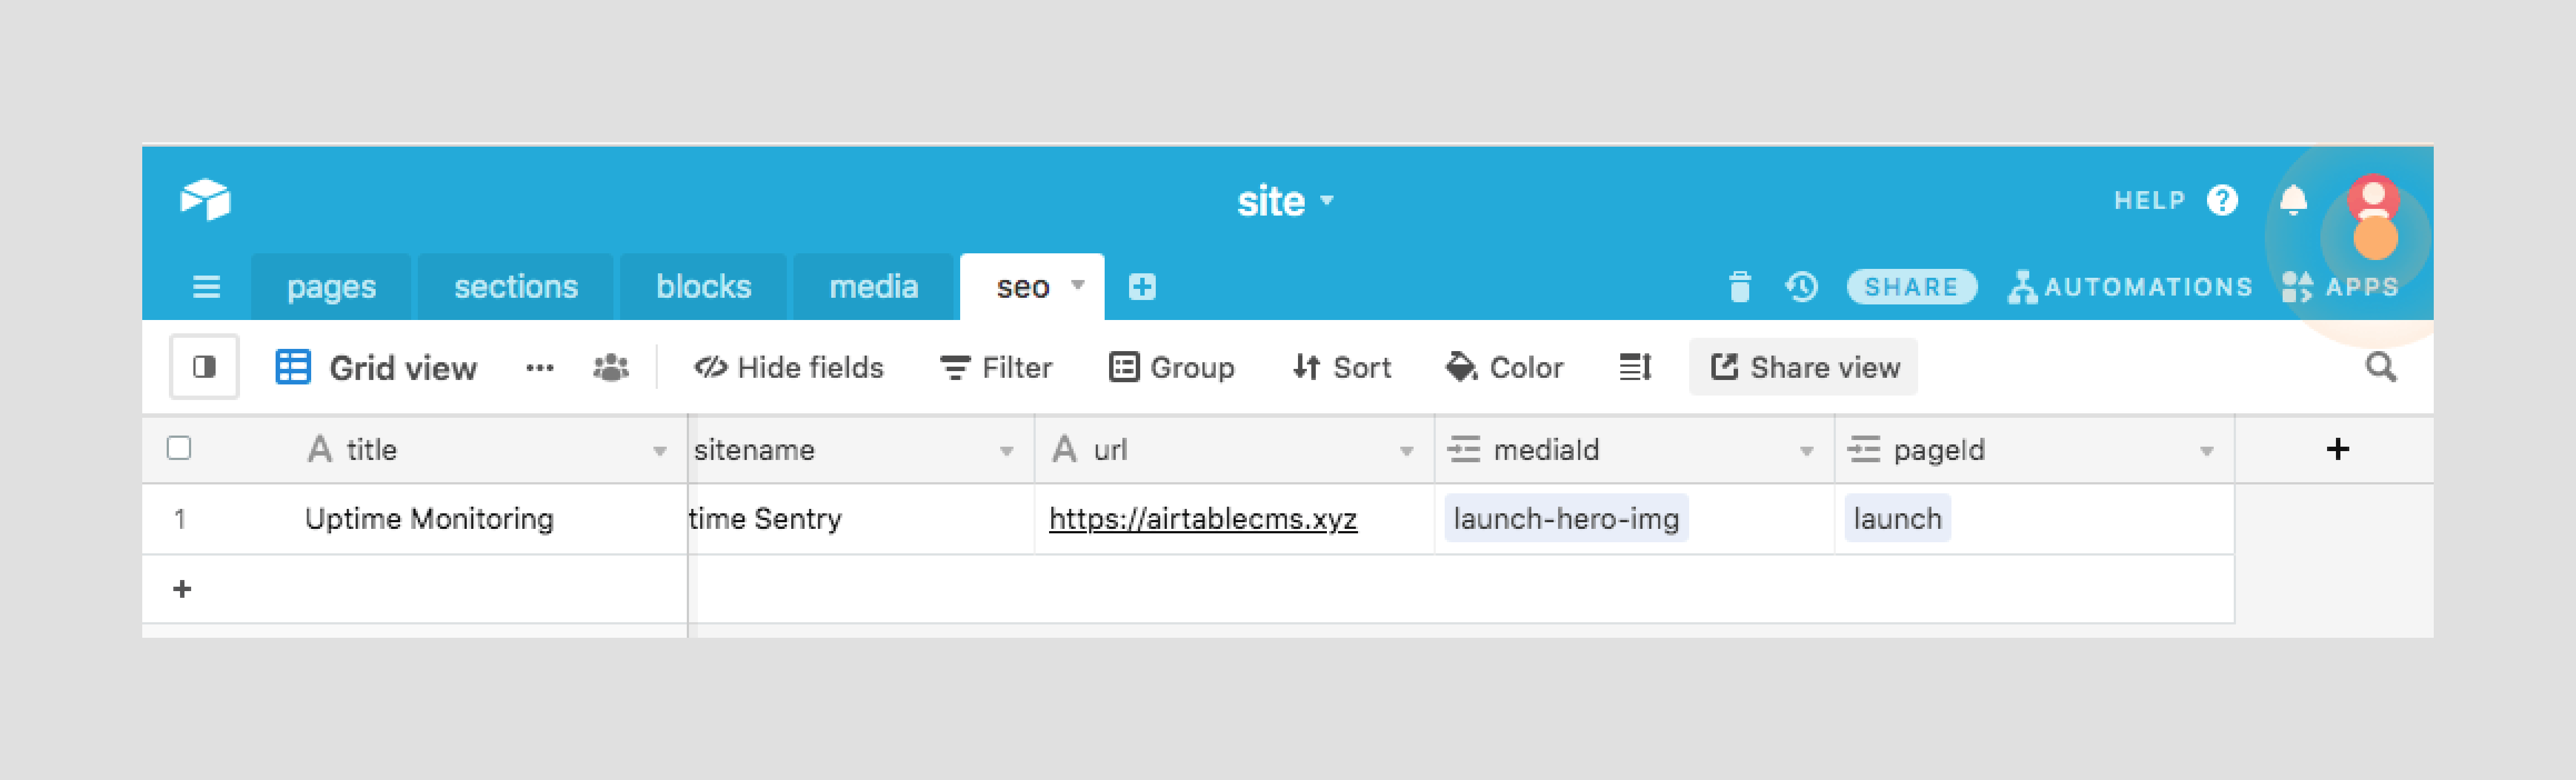 site
HELP ?
pages sections blocks media seo SHARE AUTOMATIONS APPS
Grid view ... Hide fields Filter Group Sort Color Share view
A title sitename A url mediaId pageId +
1 Uptime Monitoring time Sentry https://airtablecms.xyz launch-hero-img launch
+